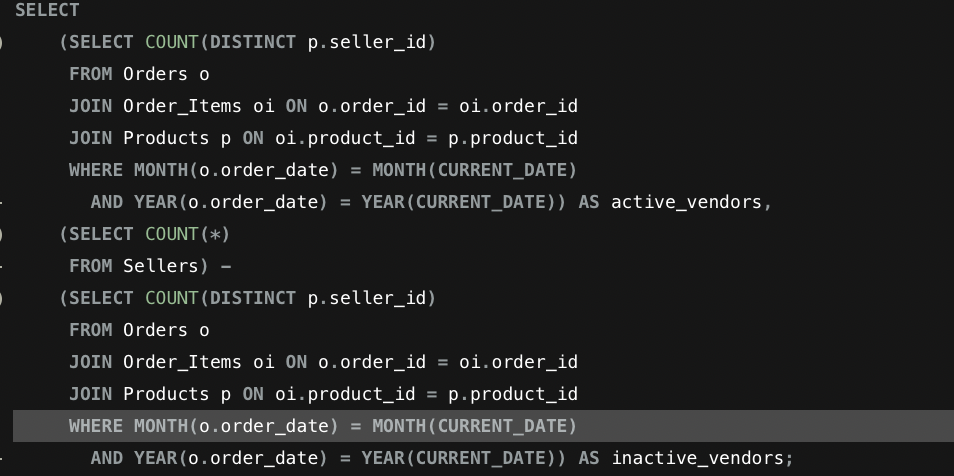 SELECT
(SELECT COUNT(DISTINCT p.seller_id)
FROM Orders o
JOIN Order_Items oi ON o.order_id = oi.order_id
JOIN Products p ON oi.product_id = p.product_id
WHERE MONTH(o.order_date) = MONTH(CURRENT_DATE)
AND YEAR(o.order_date) = YEAR(CURRENT_DATE)) AS active_vendors,
(SELECT COUNT(*)
FROM Sellers) -
(SELECT COUNT(DISTINCT p.seller_id)
FROM Orders o
JOIN Order_Items oi ON o.order_id = oi.order_id
JOIN Products p ON oi.product_id = p.product_id
WHERE MONTH(o.order_date) = MONTH(CURRENT_DATE)
AND YEAR(o.order_date) = YEAR(CURRENT_DATE)) AS inactive_vendors;